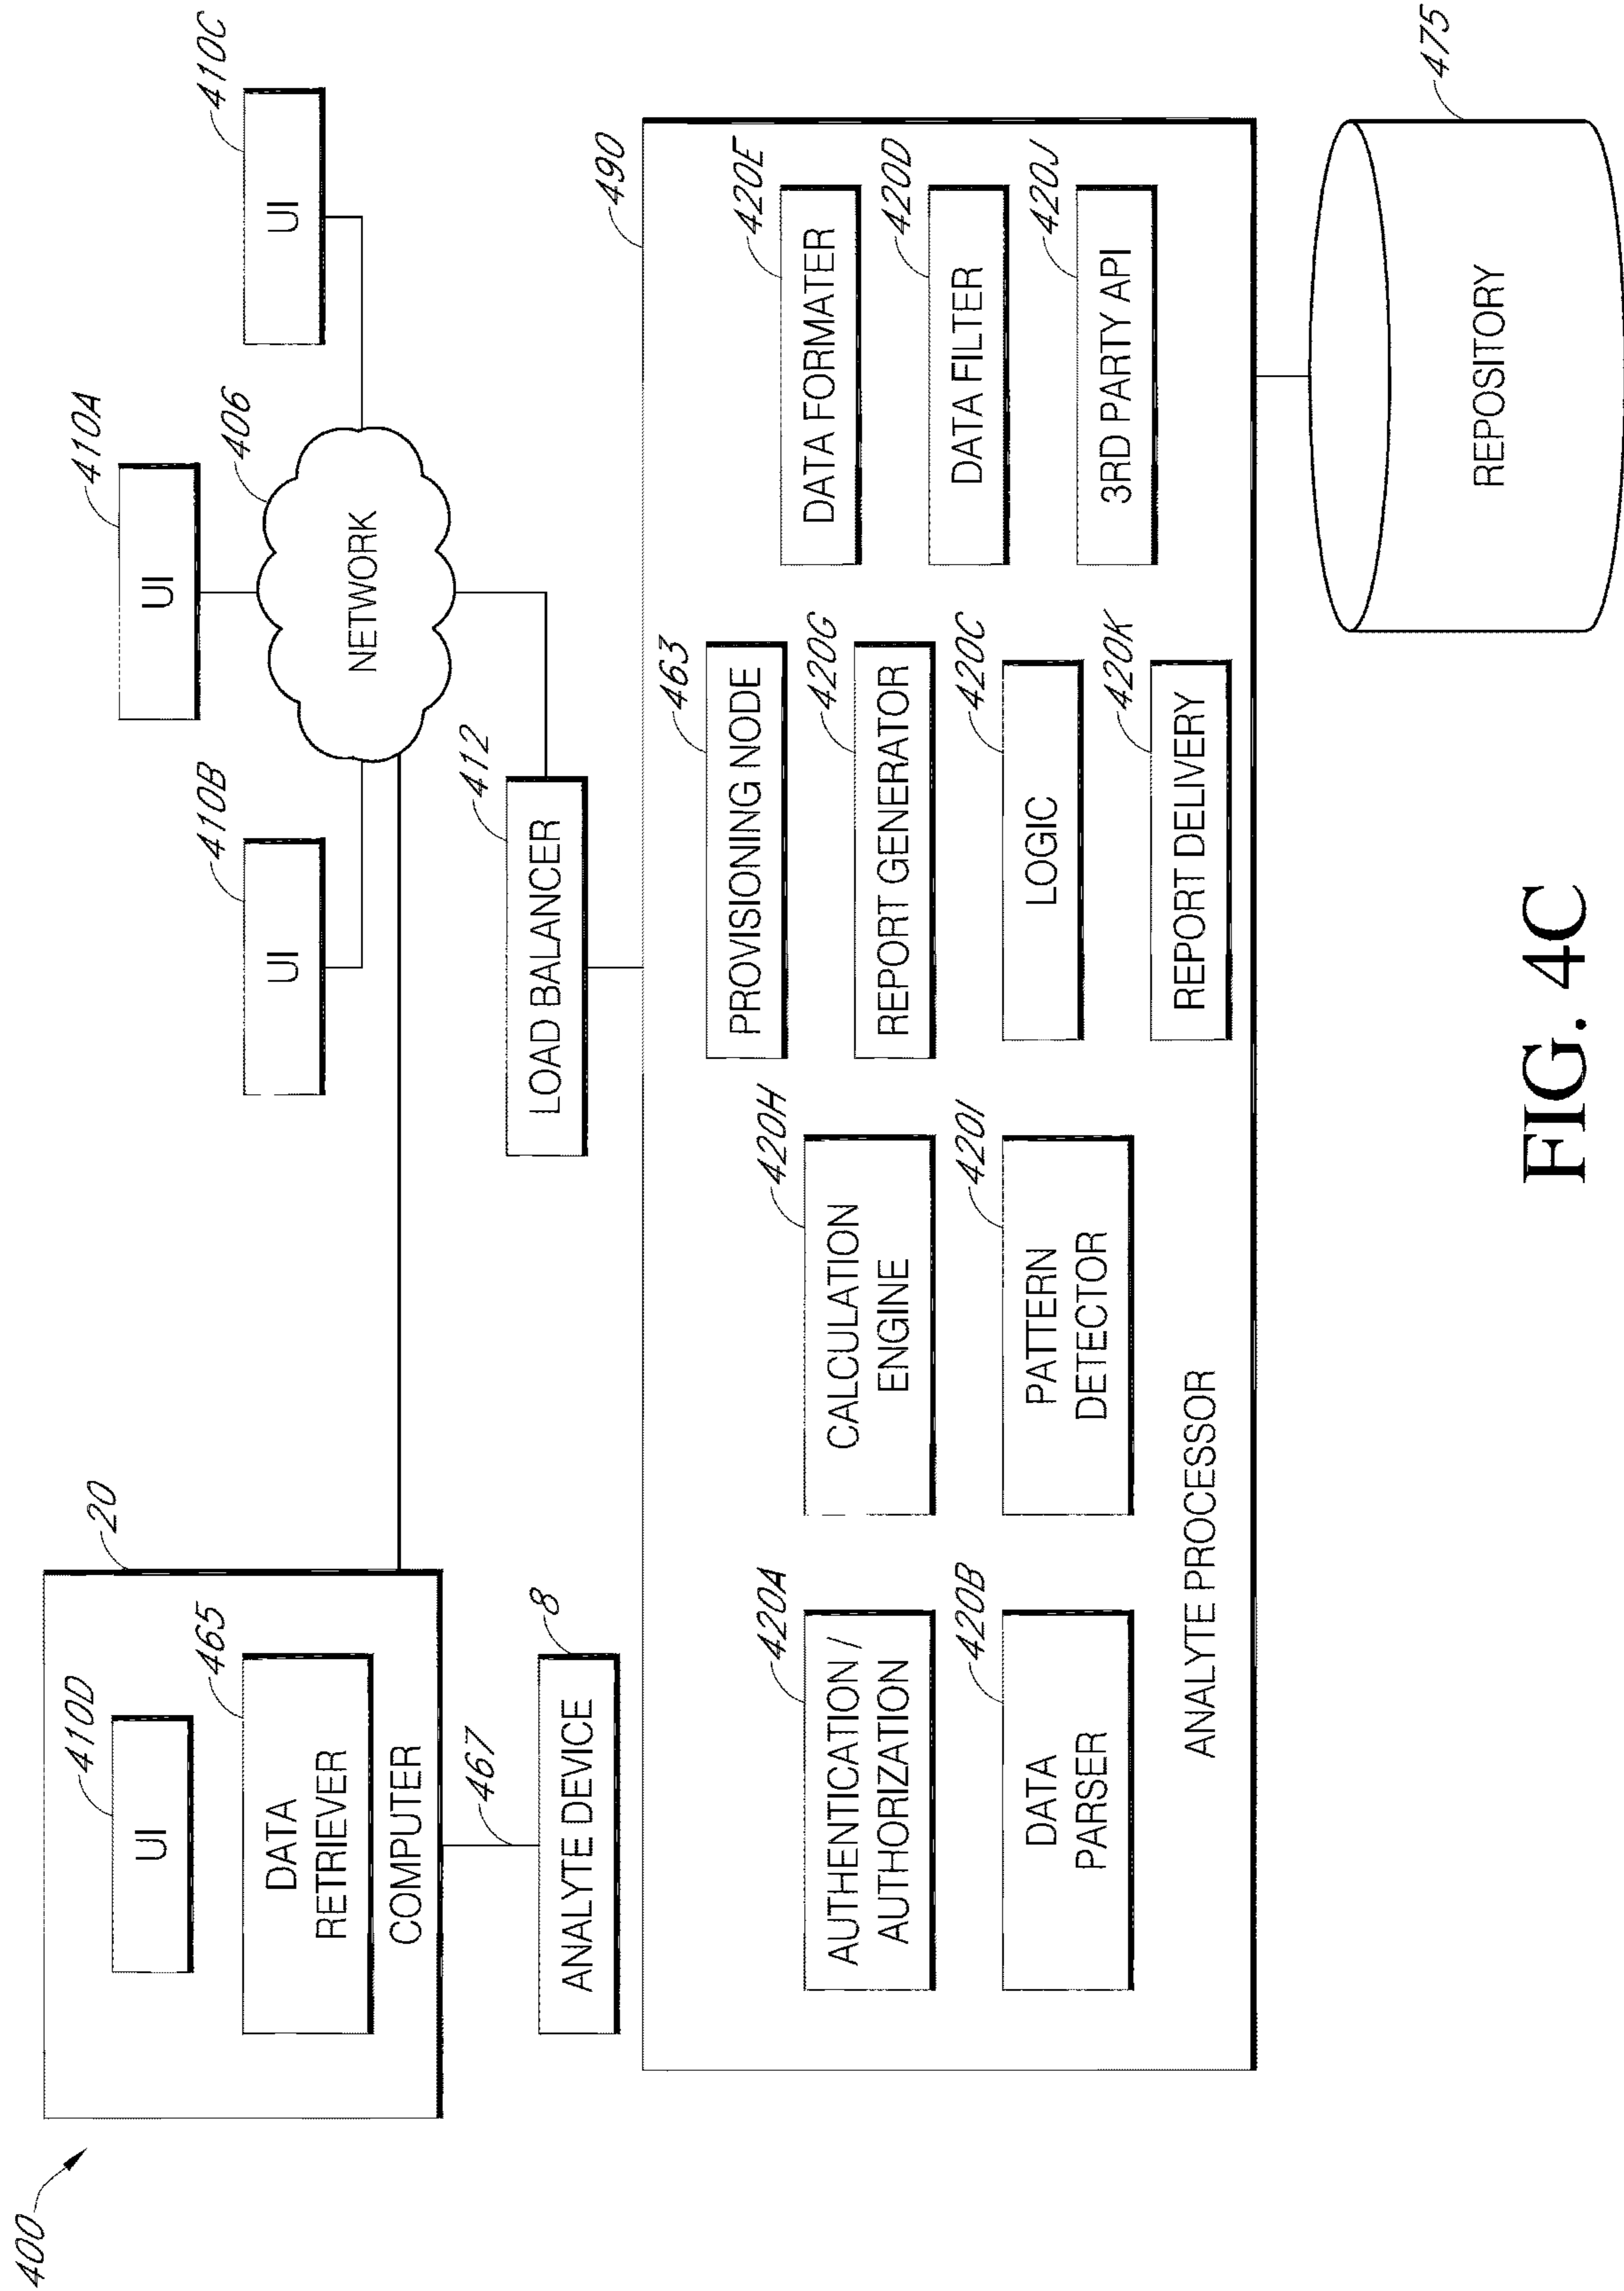 400
20
410D
UI
465
DATA
RETRIEVER
COMPUTER
467
8
ANALYTE DEVICE
410B
UI
410A
UI
410C
UI
406
NETWORK
412
LOAD BALANCER
490
420A
AUTHENTICATION /
AUTHORIZATION
420B
DATA
PARSER
420H
CALCULATION
ENGINE
420I
PATTERN
DETECTOR
463
PROVISIONING NODE
420G
REPORT GENERATOR
420C
LOGIC
420K
REPORT DELIVERY
420E
DATA FORMATER
420D
DATA FILTER
420J
3RD PARTY API
ANALYTE PROCESSOR
475
REPOSITORY
FIG. 4C